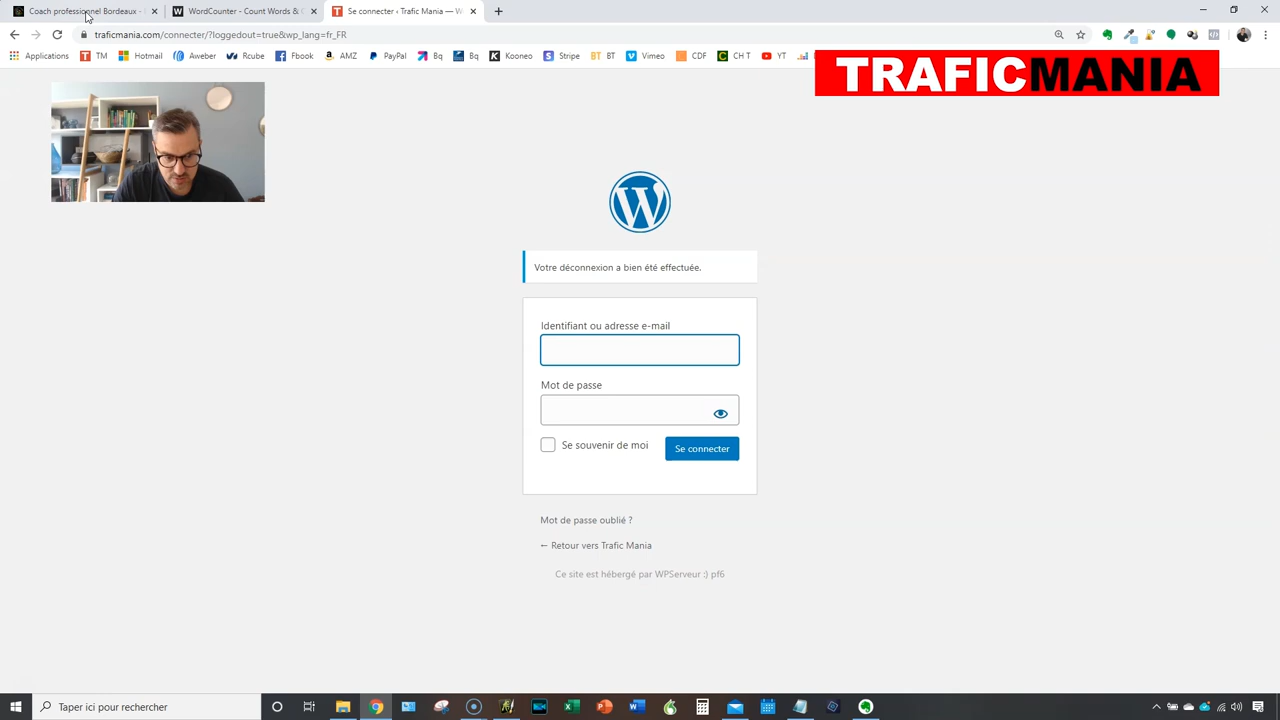 Coach professionnel Bordeaux -
WordCounter - Count Words & C
Se connecter ‹ Trafic Mania — W
traficmania.com/connecter/?loggedout=true&wp_lang=fr_FR
Applications TM Hotmail Aweber Rcube Ebook AMZ PayPal Bq Bq Kooneo Stripe BT BT Vimeo CDF CH T YT
TRAFICMANIA
Votre déconnexion a bien été effectuée.
Identifiant ou adresse e-mail
Mot de passe
Se souvenir de moi
Se connecter
Mot de passe oublié ?
← Retour vers Trafic Mania
Ce site est hébergé par WPServeur :) pf6
Taper ici pour rechercher